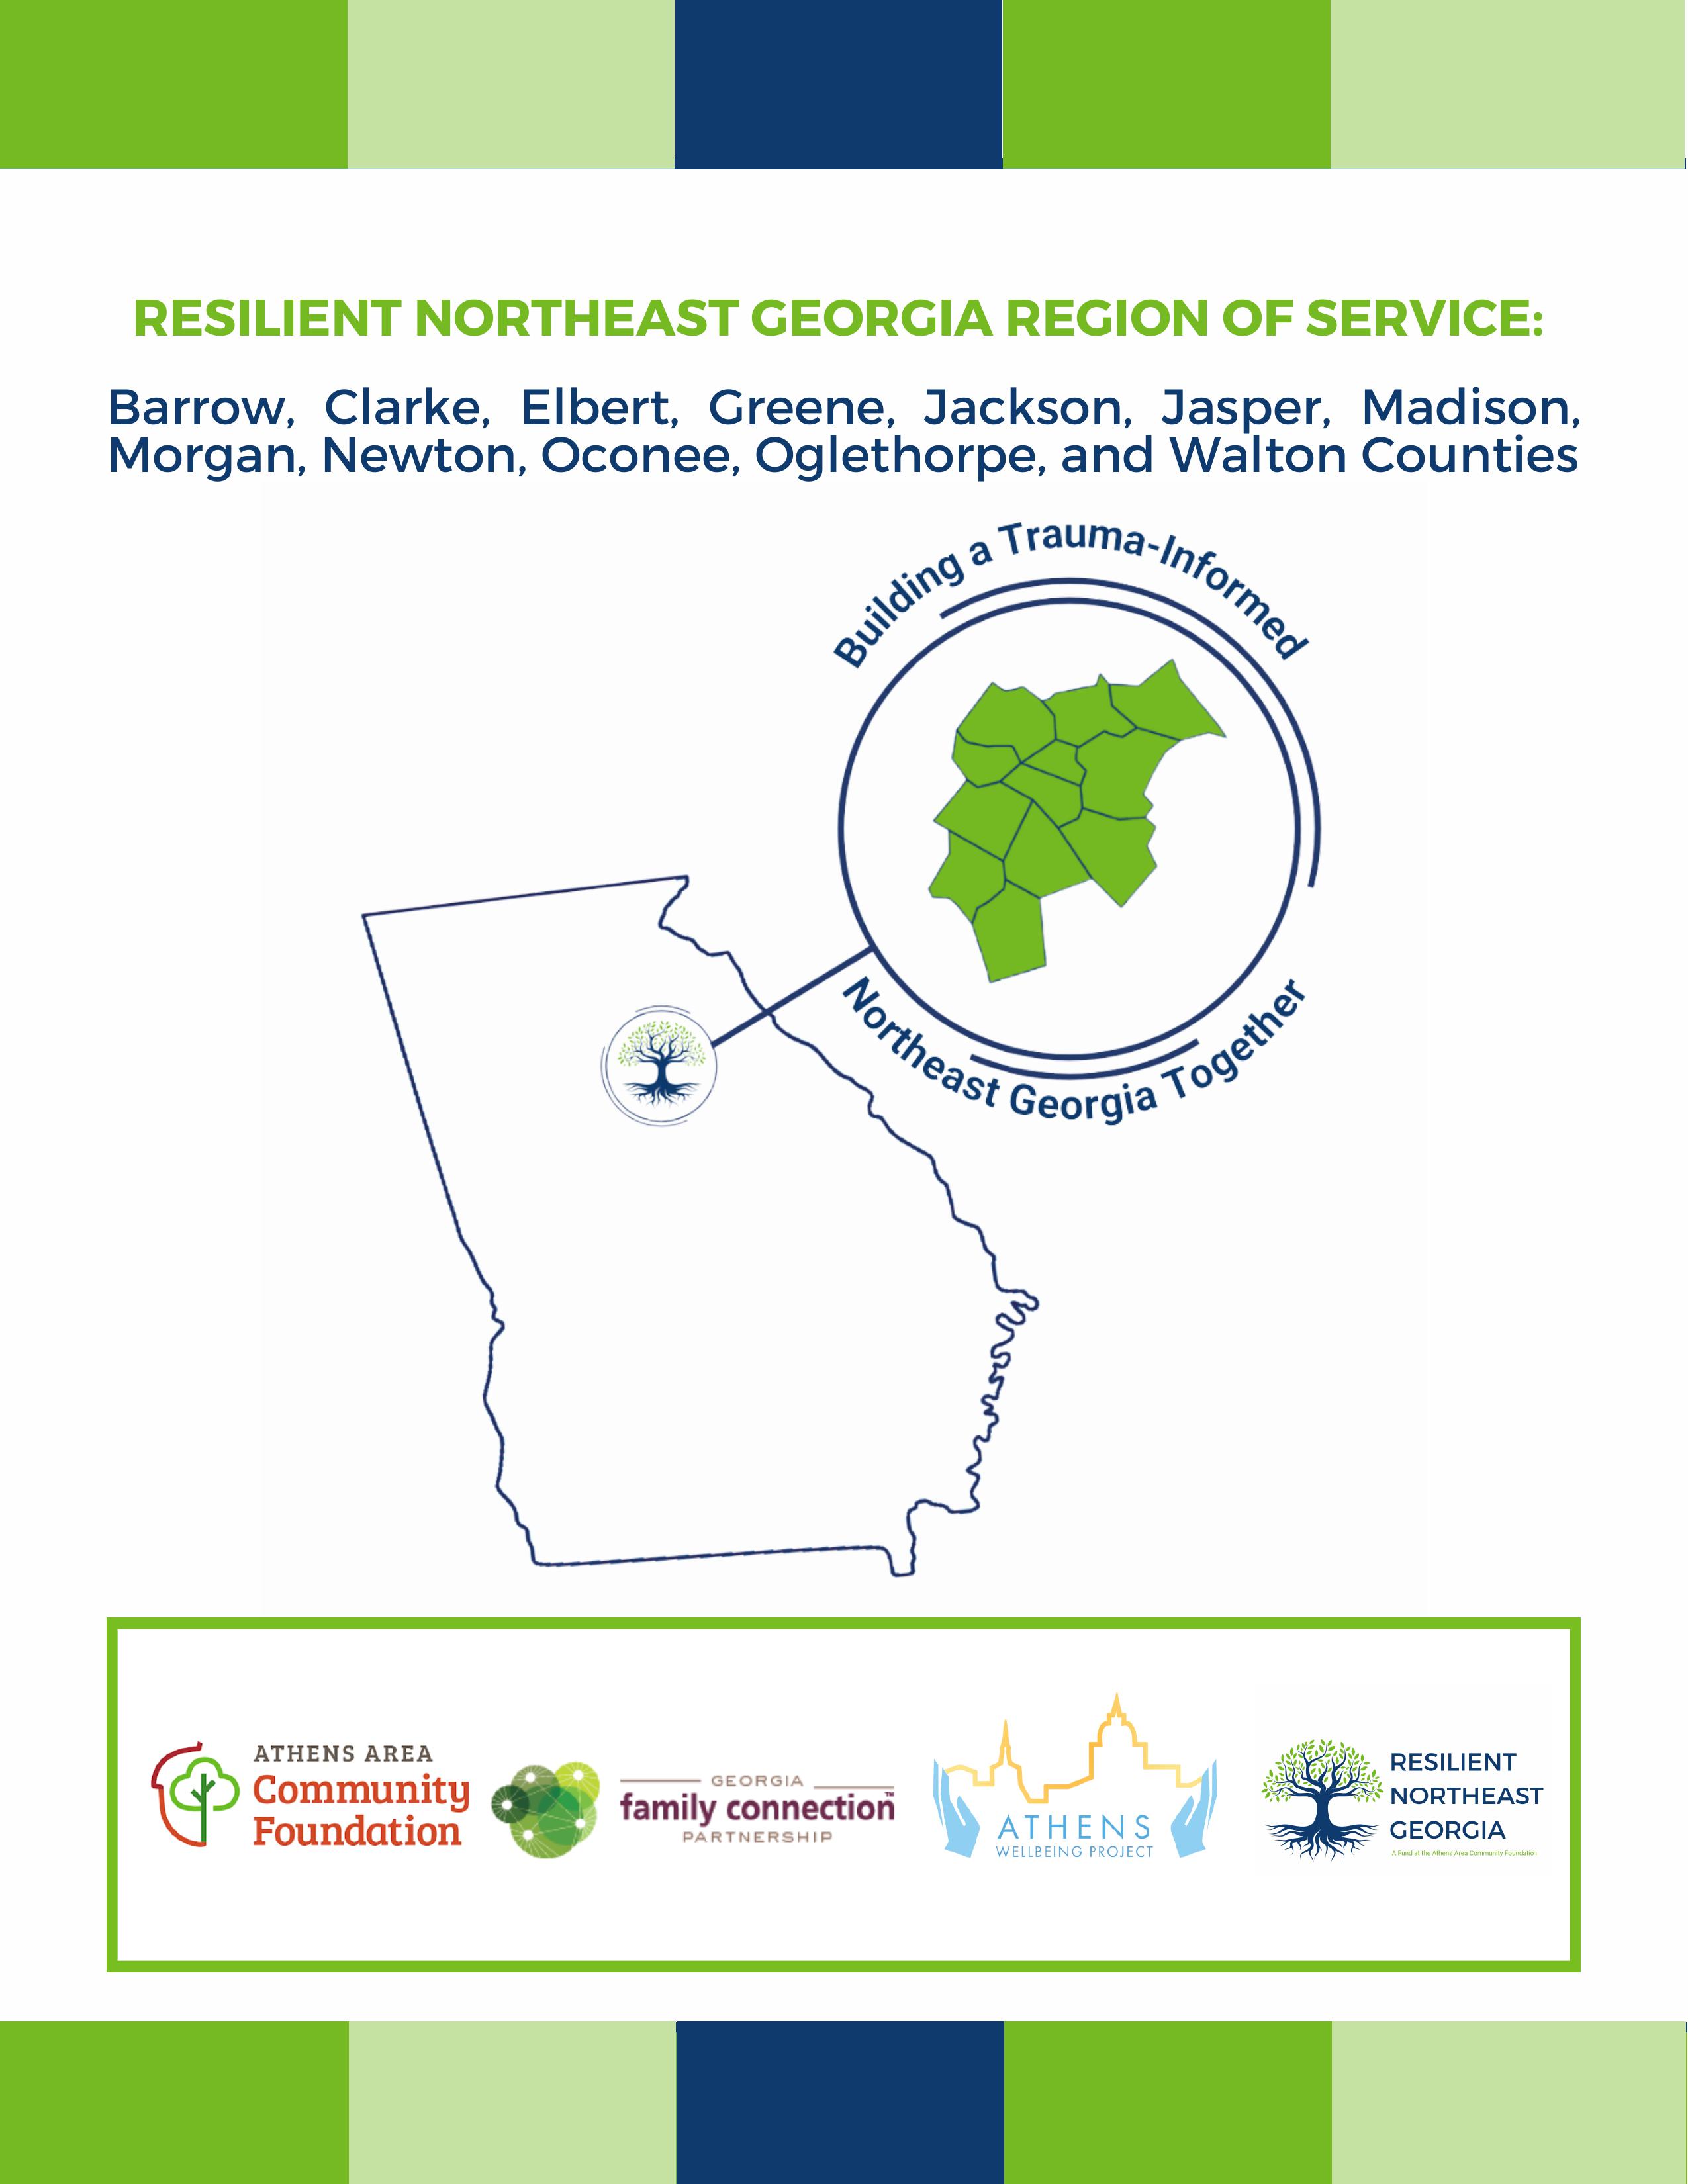 RESILIENT NORTHEAST GEORGIA REGION OF SERVICE:
Barrow, Clarke, Elbert, Greene, Jackson, Jasper, Madison,
Morgan, Newton, Oconee, Oglethorpe, and Walton Counties
Building a Trauma-Informed
Northeast Georgia Together
ATHENS AREA
Community
Foundation
GEORGIA
family connection™
PARTNERSHIP
ATHENS
WELLBEING PROJECT
RESILIENT
NORTHEAST
GEORGIA
A Fund at the Athens Area Community Foundation